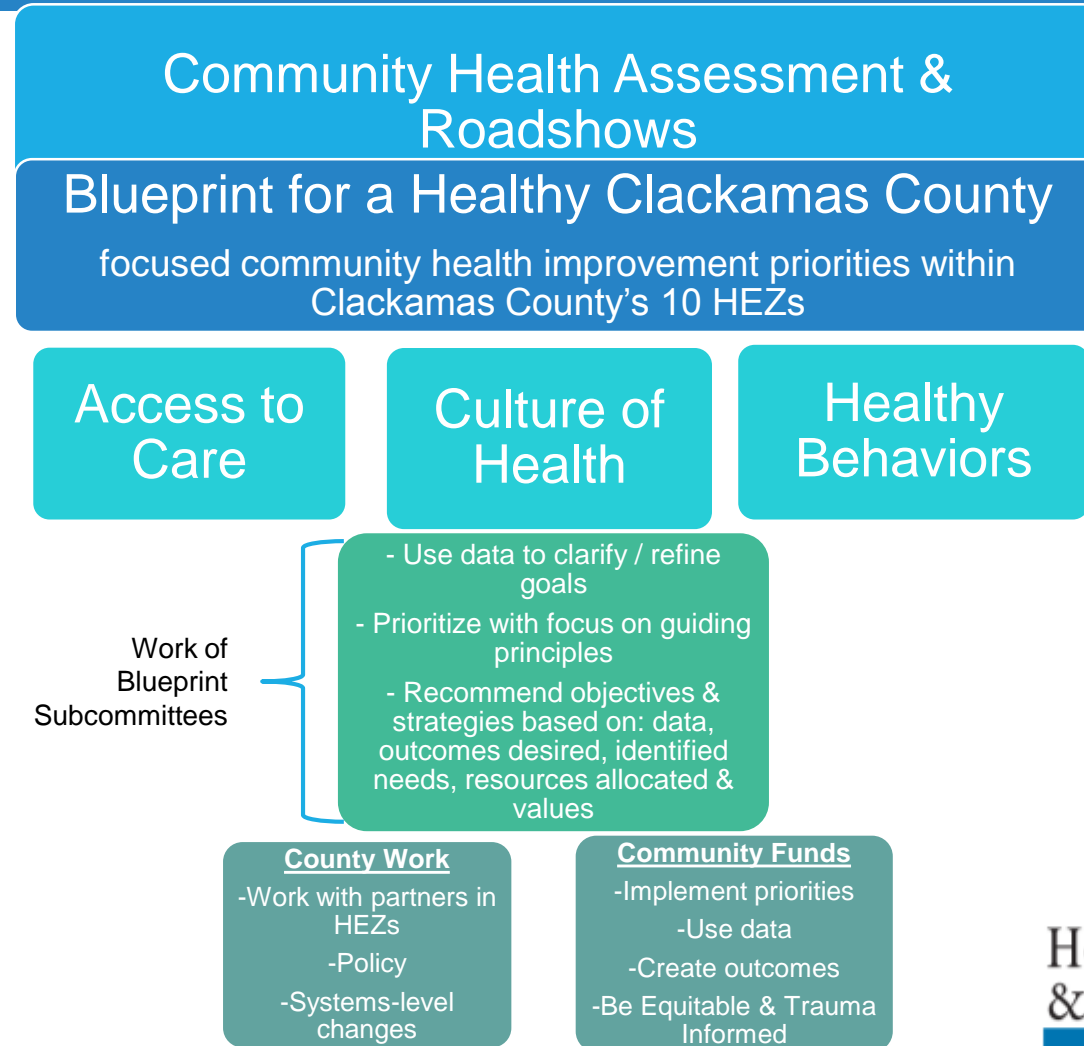 Community Health Assessment &
Roadshows
Blueprint for a Healthy Clackamas County
focused community health improvement priorities within
Clackamas County’s 10 HEZs
Access to
Care
Culture of
Health
Healthy
Behaviors
Work of
Blueprint
Subcommittees
- Use data to clarify / refine
goals
- Prioritize with focus on guiding
principles
- Recommend objectives &
strategies based on: data,
outcomes desired, identified
needs, resources allocated &
values
County Work
-Work with partners in
HEZs
-Policy
-Systems-level
changes
Community Funds
-Implement priorities
-Use data
-Create outcomes
-Be Equitable & Trauma
Informed
&